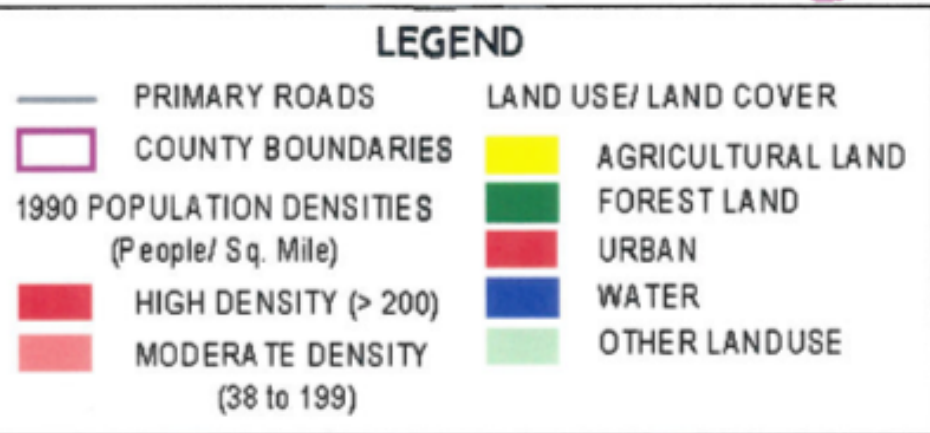 LEGEND
PRIMARY ROADS
COUNTY BOUNDARIES
1990 POPULATION DENSITIES
(People/ Sq. Mile)
HIGH DENSITY (> 200)
MODERATE DENSITY
(38 to 199)
LAND USE/ LAND COVER
AGRICULTURAL LAND
FOREST LAND
URBAN
WATER
OTHER LANDUSE